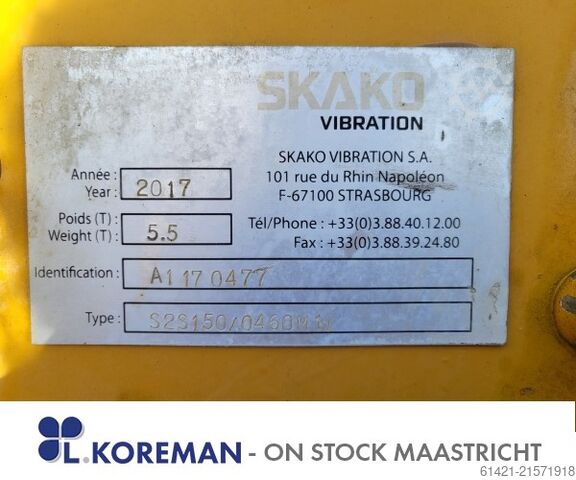 SKAKO
VIBRATION
SKAKO VIBRATION S.A.
101 rue du Rhin Napoléon
F-67100 STRASBOURG
Année :
Year : 2017
Poids (T) :
Weight (T) : 5.5
Tél/Phone : +33(0)3.88.40.12.00
Fax : +33(0)3.88.39.24.80
Identification : A1 17 0477
Type :
L.KOREMAN - ON STOCK MAASTRICHT
61421-21571918